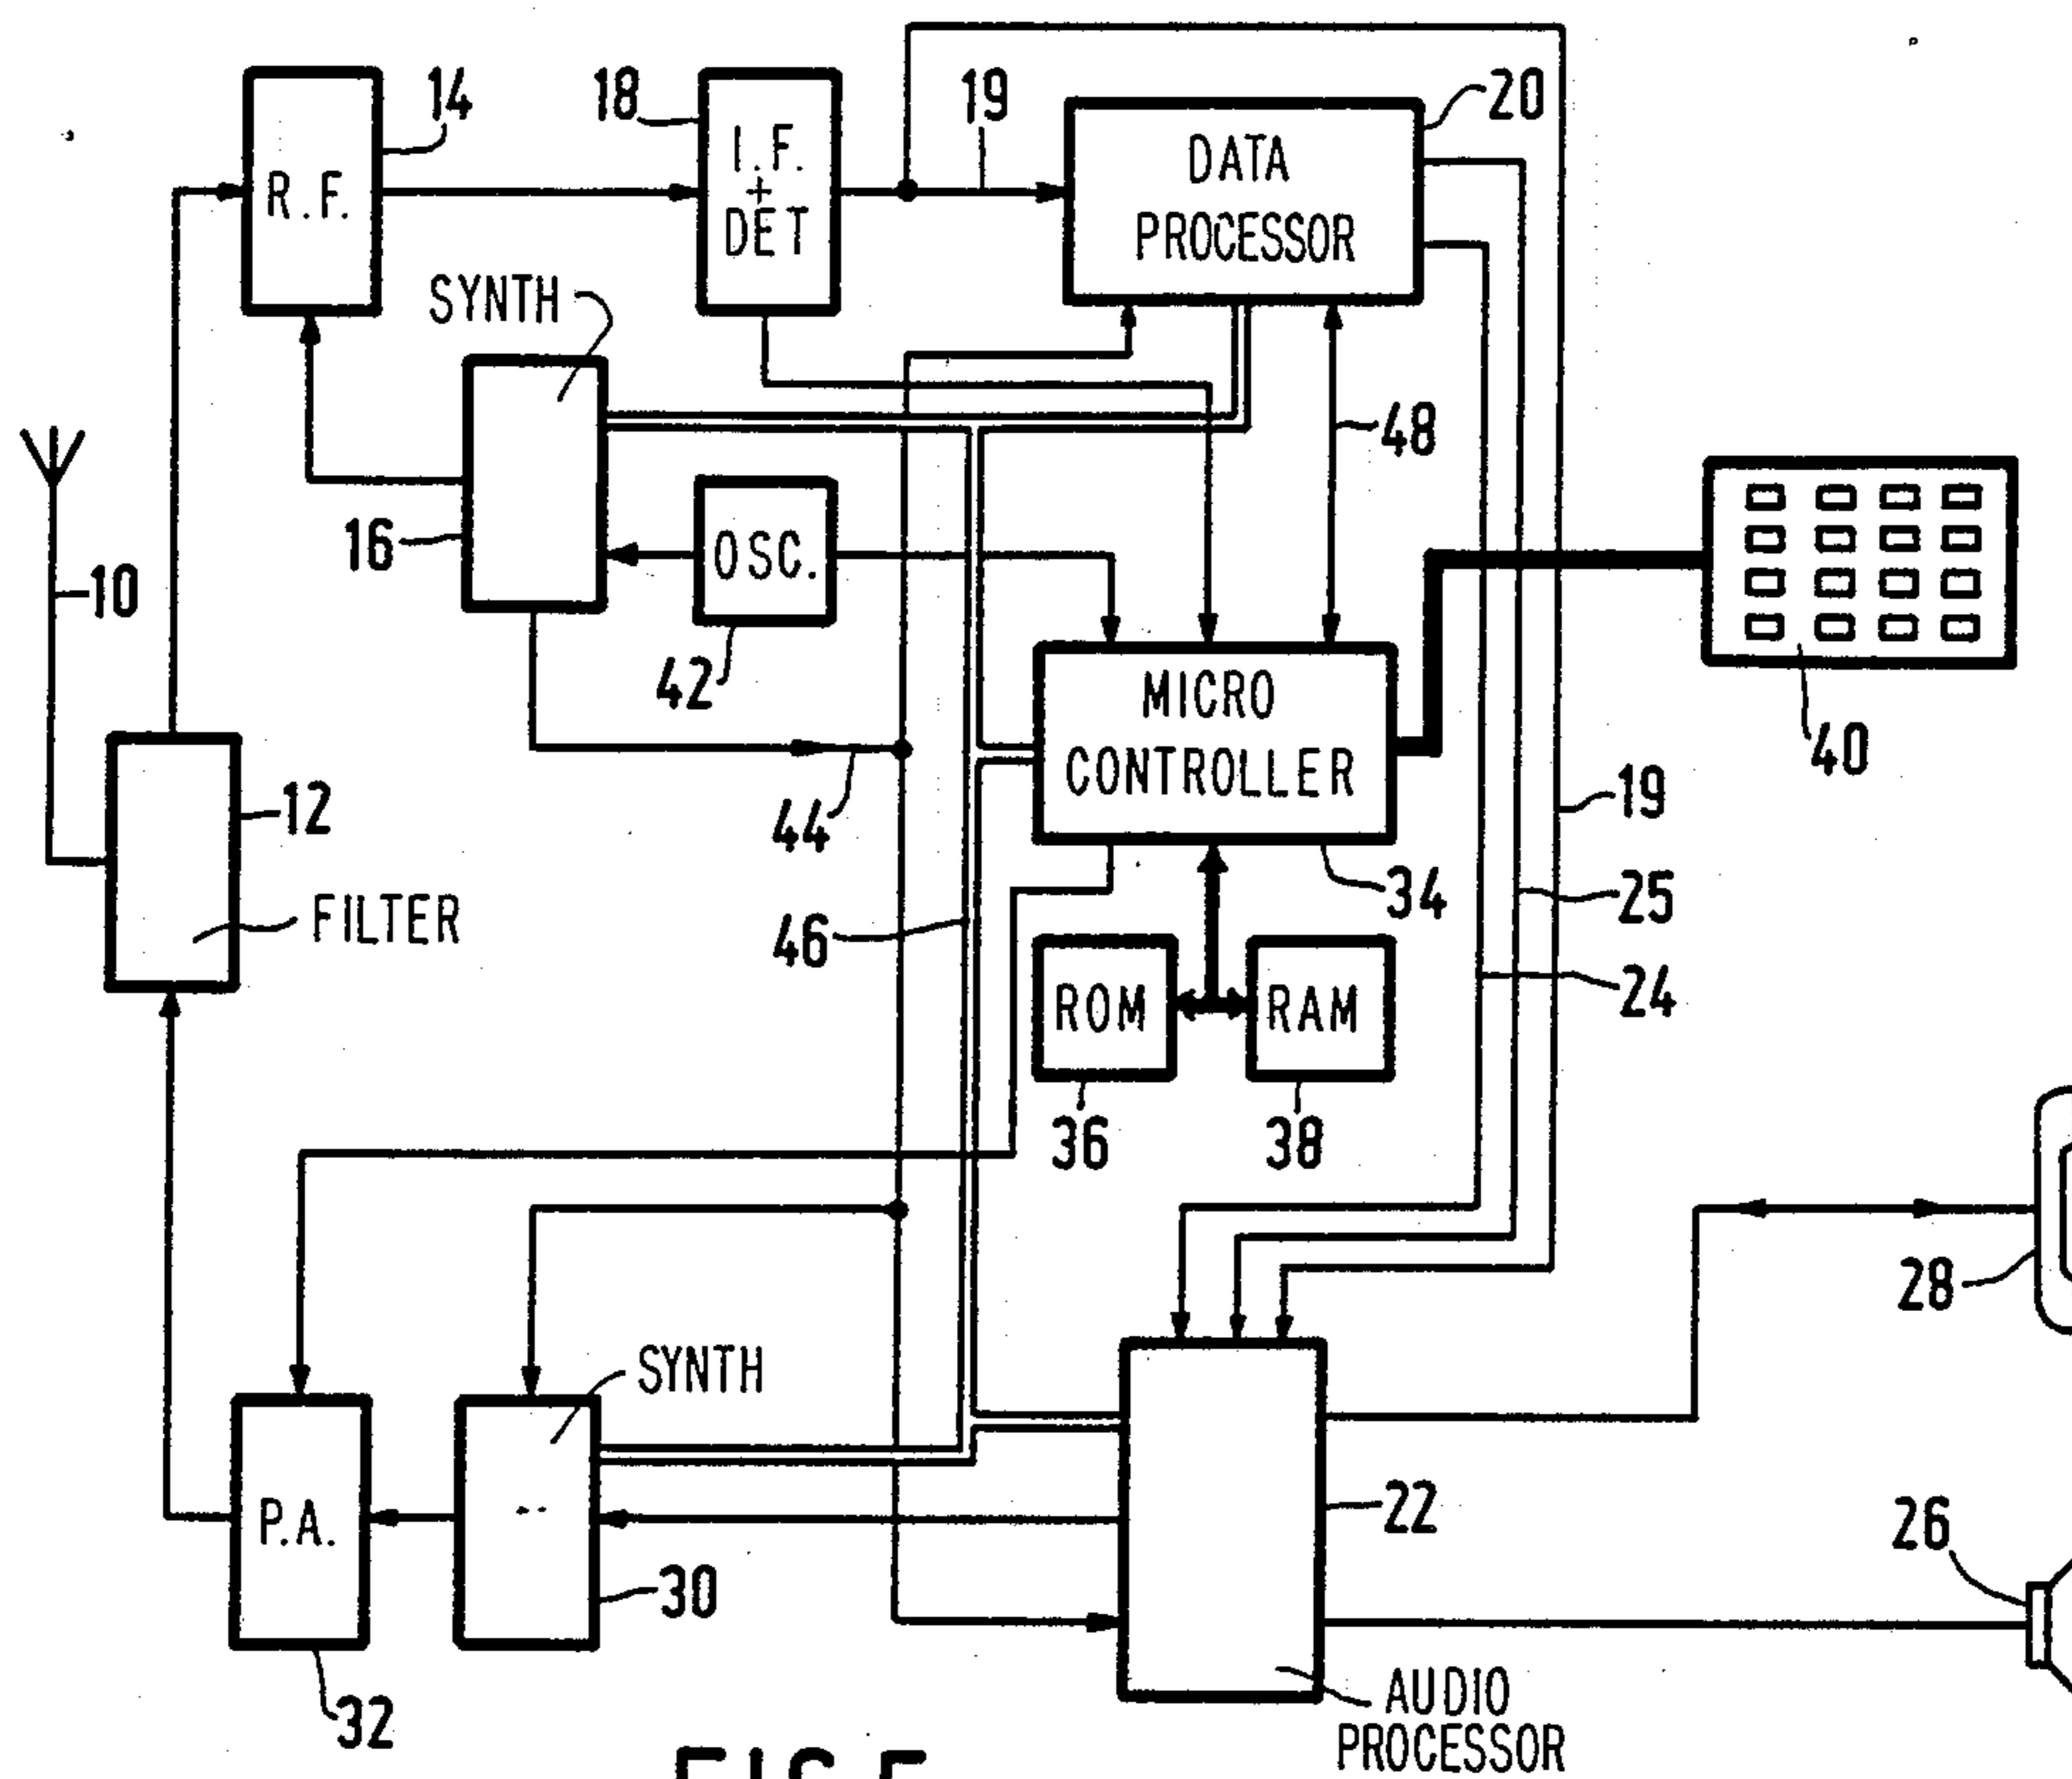 14
18
19
20
R.F.
I.F.
+
DET
DATA
PROCESSOR
SYNTH
48
16
OSC.
10
42
MICRO
CONTROLLER
40
12
44
19
34
25
FILTER
46
24
ROM
RAM
36
38
28
SYNTH
22
P.A.
26
30
32
AUDIO
PROCESSOR